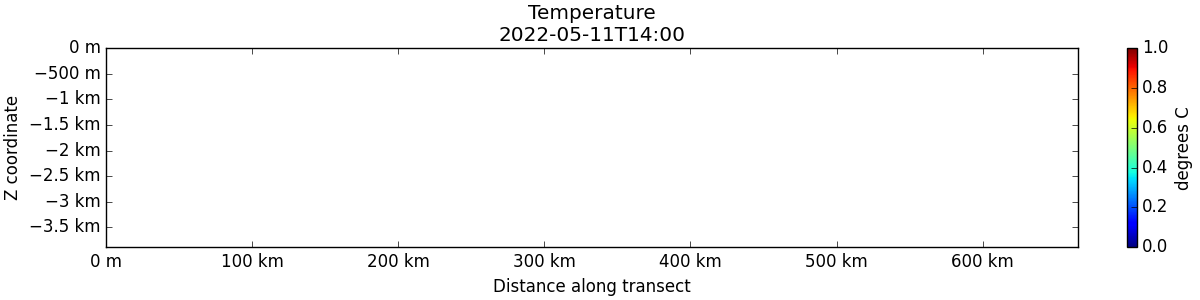 Temperature
2022-05-11T14:00
0 m
−500 m
−1 km
−1.5 km
−2 km
−2.5 km
−3 km
−3.5 km
Z coordinate
0 m 100 km 200 km 300 km 400 km 500 km 600 km
Distance along transect
1.0
0.8
0.6
0.4
0.2
0.0
degrees C